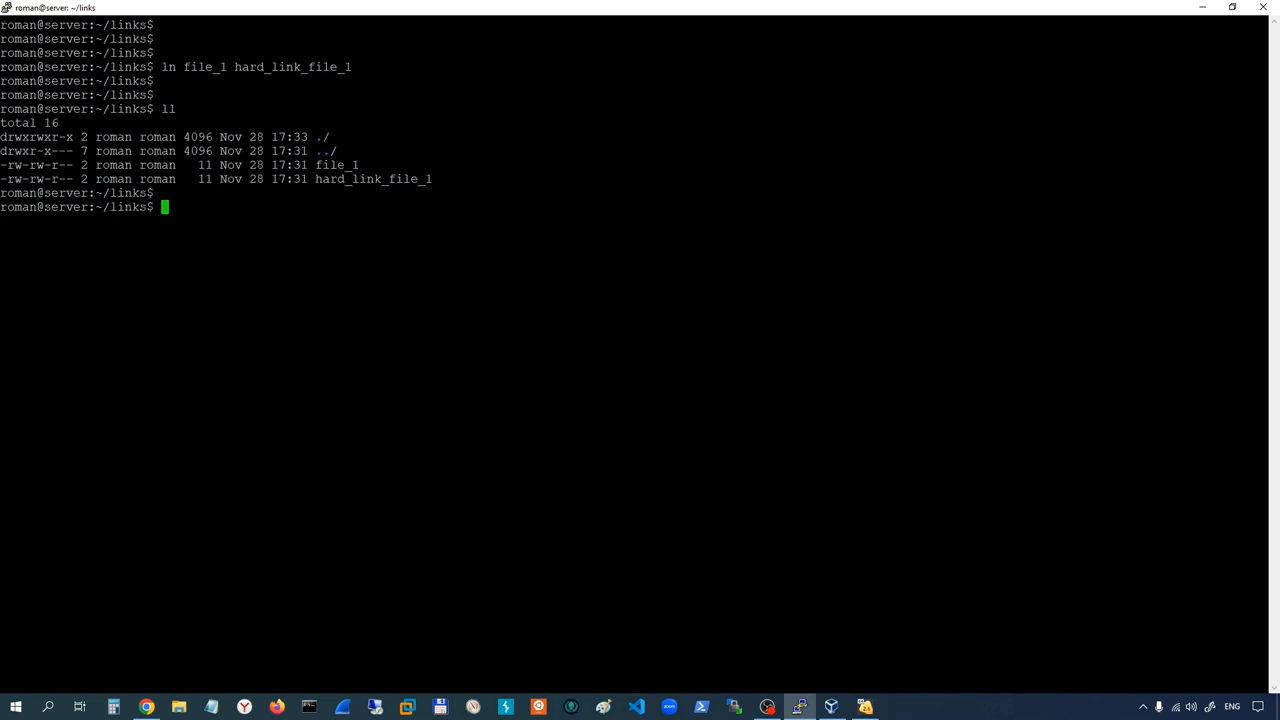 roman@server: ~/links
roman@server:~/links$
roman@server:~/links$
roman@server:~/links$
roman@server:~/links$ ln file_1 hard_link_file_1
roman@server:~/links$
roman@server:~/links$
roman@server:~/links$ ll
total 16
drwxrwxr-x 2 roman roman 4096 Nov 28 17:33 ./
drwxr-x--- 7 roman roman 4096 Nov 28 17:31 ../
-rw-rw-r-- 2 roman roman   11 Nov 28 17:31 file_1
-rw-rw-r-- 2 roman roman   11 Nov 28 17:31 hard_link_file_1
roman@server:~/links$
roman@server:~/links$
ENG